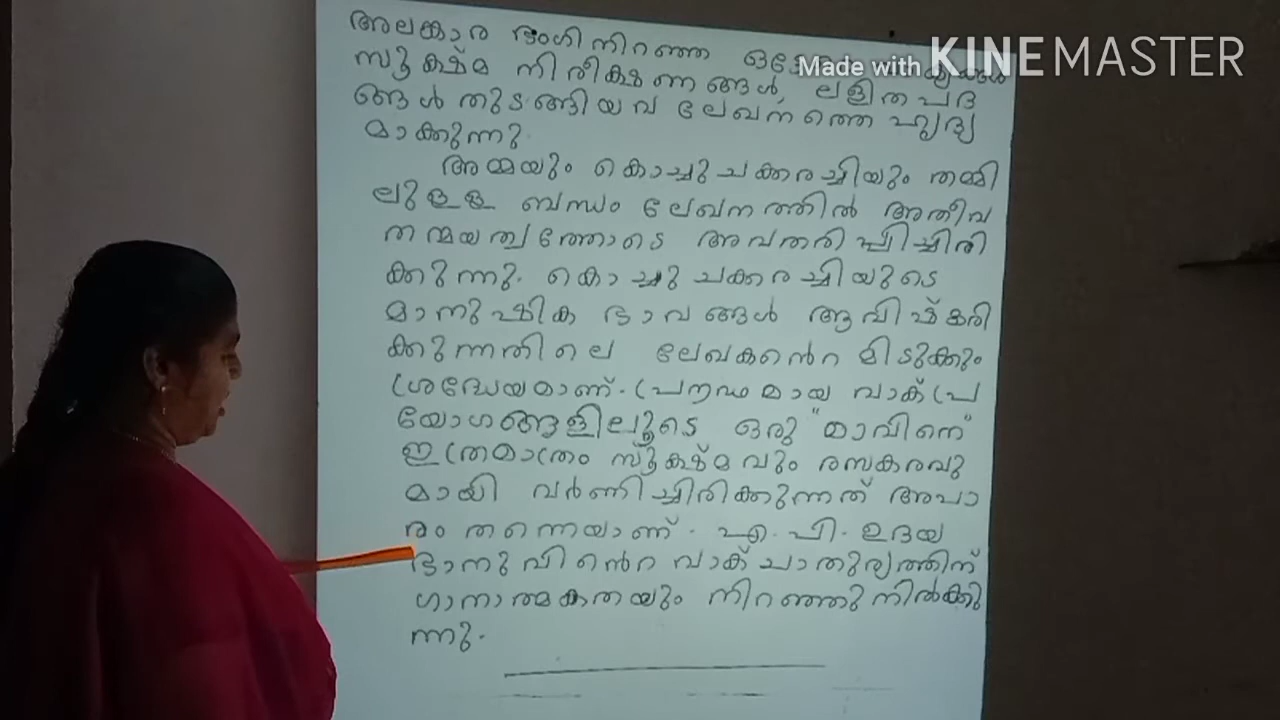 അലങ്കാര ഭംഗിനിറഞ്ഞ
Made with KINEMASTER
സൂക്ഷ്മ നിരീക്ഷണങ്ങൾ, ലളിതപദ
ങ്ങൾ തുടങ്ങിയവ ലേഖനത്തെ ഹൃദ്യ
മാക്കുന്നു.
അമ്മയും കൊച്ചുചക്കരച്ചിയും തമ്മി
ലുള്ള ബന്ധം ലേഖനത്തിൽ അതീവ
തന്മയത്വത്തോടെ അവതരിപ്പിച്ചിരി
ക്കുന്നു. കൊച്ചുചക്കരച്ചിയുടെ
മാനുഷിക ഭാവങ്ങൾ ആവിഷ്കരി
ക്കുന്നതിലെ ലേഖകൻെറ മിടുക്കും
ശ്രദ്ധേയമാണ്. പ്രൗഢമായ വാക് പ്ര
യോഗങ്ങളിലൂടെ ഒരു "മാവിനെ"
ഇത്രമാത്രം സൂക്ഷ്മവും രസകരവു
മായി വർണിച്ചിരിക്കുന്നത് അപാ
രം തന്നെയാണ്. എ.പി. ഉദയ
ഭാനുവിൻെറ വാക് ചാതുര്യത്തിന്
ഗാനാത്മകതയും നിറഞ്ഞുനിൽക്കു
ന്നു.